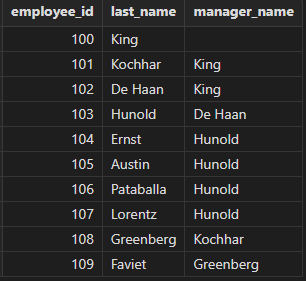 employee_id last_name manager_name
100 King
101 Kochhar King
102 De Haan King
103 Hunold De Haan
104 Ernst Hunold
105 Austin Hunold
106 Pataballa Hunold
107 Lorentz Hunold
108 Greenberg Kochhar
109 Faviet Greenberg